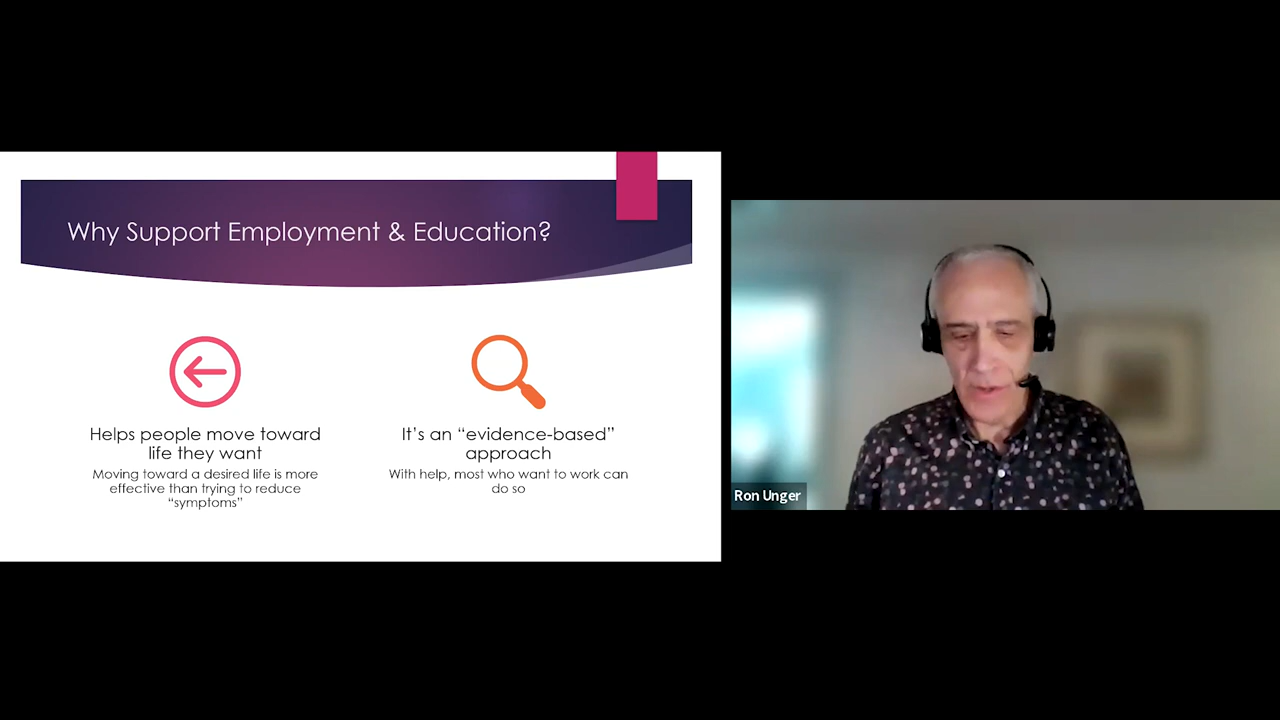 Why Support Employment & Education?
Helps people move toward
life they want
Moving toward a desired life is more
effective than trying to reduce
“symptoms”
It’s an “evidence-based”
approach
With help, most who want to work can
do so
Ron Unger